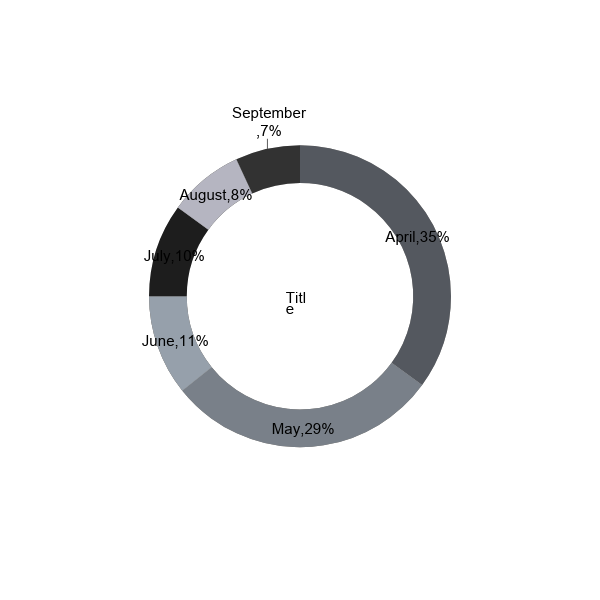 September
,7%
August,8%
April,35%
July,10%
Titl
e
June,11%
May,29%